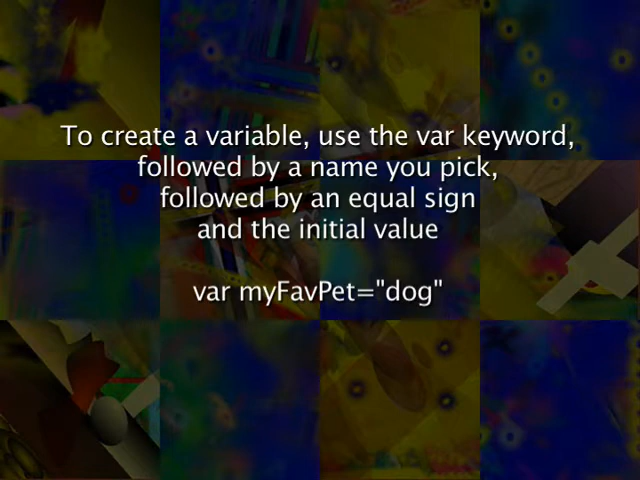 To create a variable, use the var keyword,
followed by a name you pick,
followed by an equal sign
and the initial value
var myFavPet="dog"